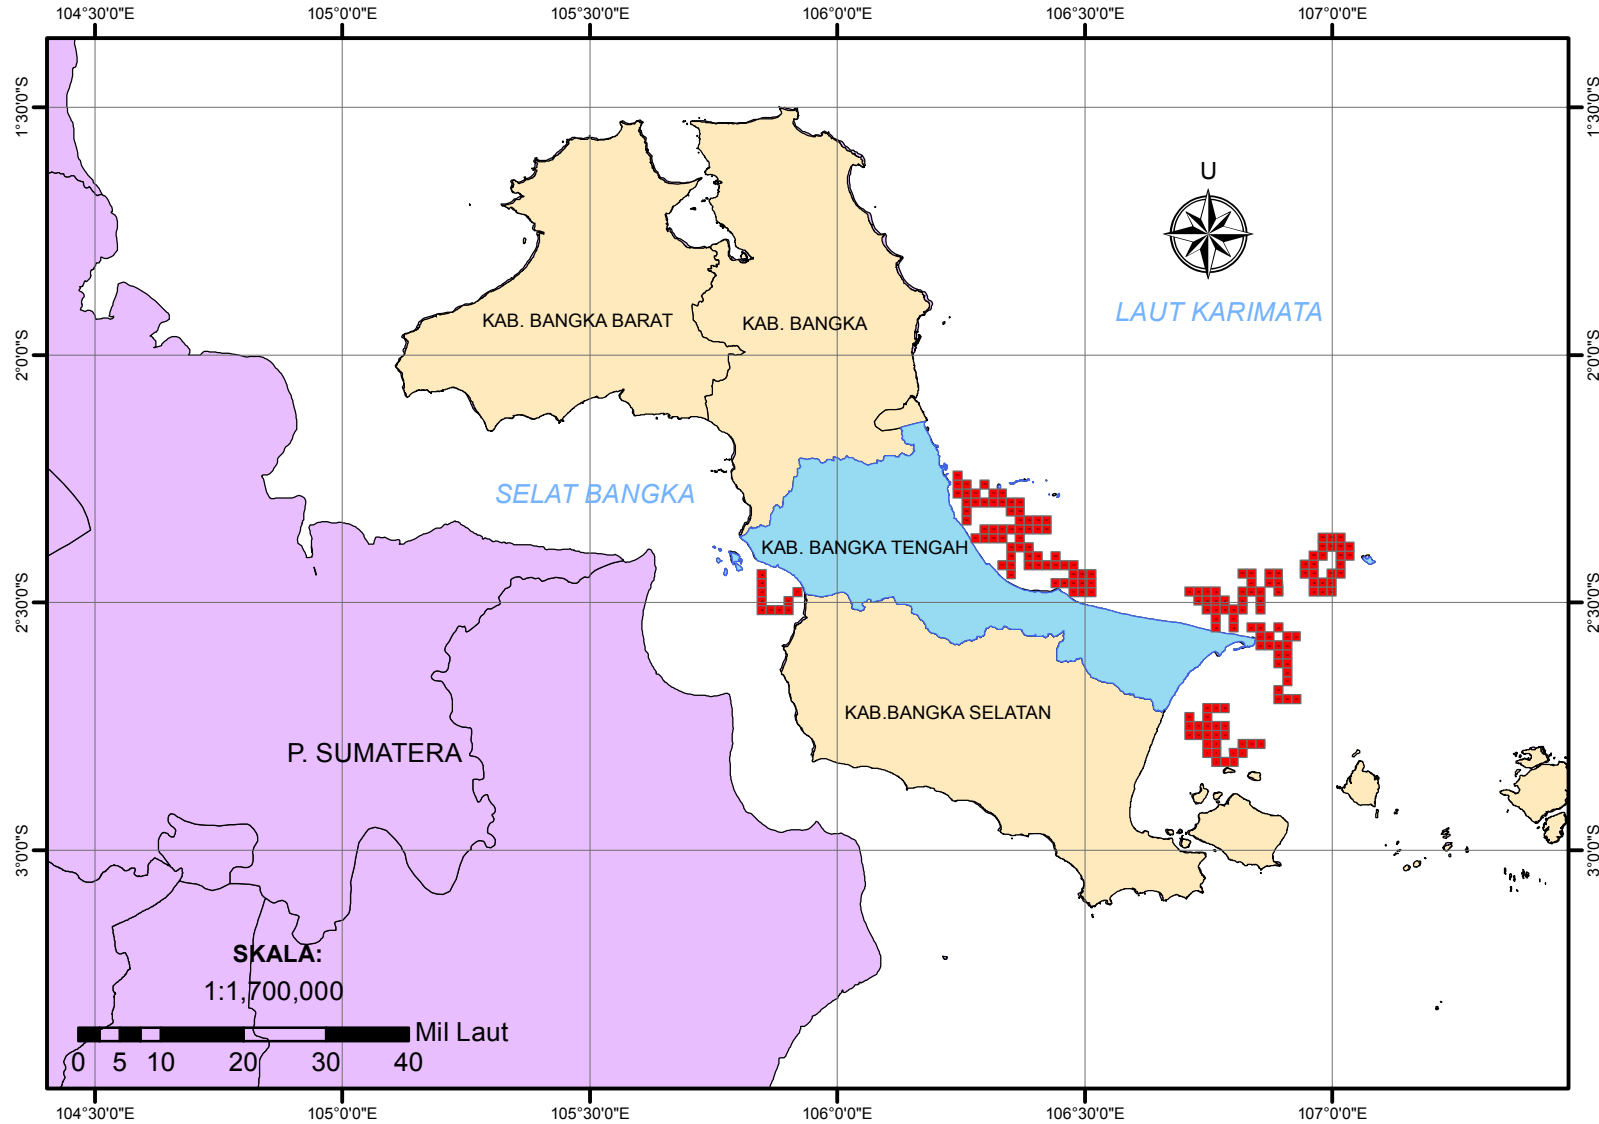 104°30'0"E 105°0'0"E 105°30'0"E 106°0'0"E 106°30'0"E 107°0'0"E
1°30'0"S 1°30'0"S
U
LAUT KARIMATA
KAB. BANGKA BARAT
KAB. BANGKA
2°0'0"S 2°0'0"S
SELAT BANGKA
KAB. BANGKA TENGAH
2°30'0"S 2°30'0"S
KAB.BANGKA SELATAN
P. SUMATERA
3°0'0"S 3°0'0"S
SKALA:
1:1,700,000
Mil Laut
0 5 10 20 30 40
104°30'0"E 105°0'0"E 105°30'0"E 106°0'0"E 106°30'0"E 107°0'0"E